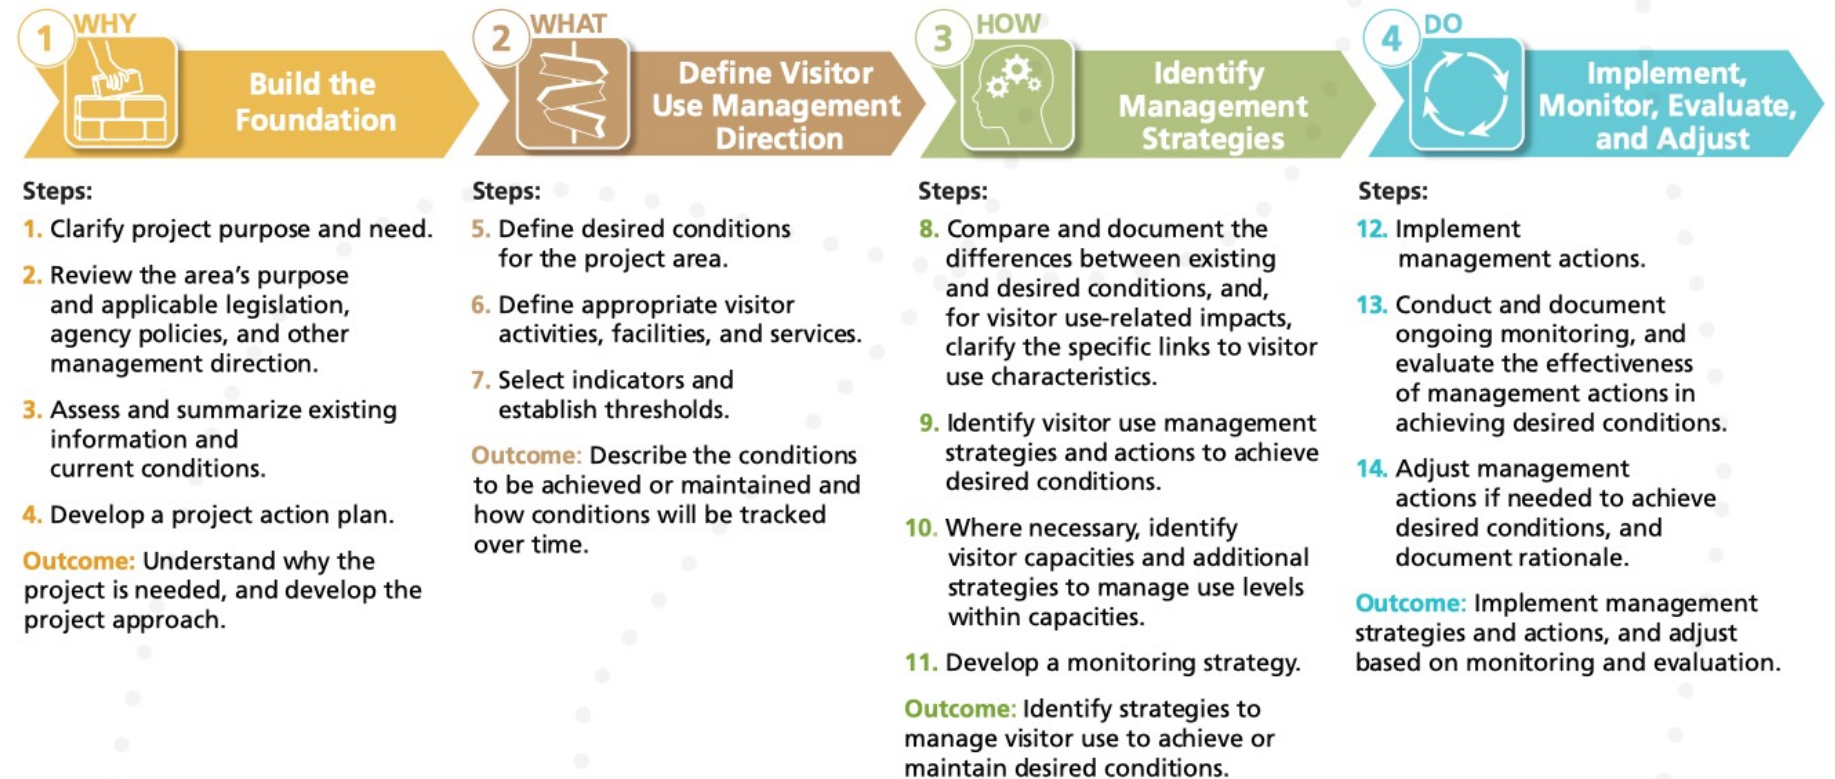 1 WHY
Build the
Foundation
Steps:
1. Clarify project purpose and need.
2. Review the area's purpose
and applicable legislation,
agency policies, and other
management direction.
3. Assess and summarize existing
information and
current conditions.
4. Develop a project action plan.
Outcome: Understand why the
project is needed, and develop the
project approach.
2 WHAT
Define Visitor
Use Management
Direction
Steps:
5. Define desired conditions
for the project area.
6. Define appropriate visitor
activities, facilities, and services.
7. Select indicators and
establish thresholds.
Outcome: Describe the conditions
to be achieved or maintained and
how conditions will be tracked
over time.
3 HOW
Identify
Management
Strategies
Steps:
8. Compare and document the
differences between existing
and desired conditions, and,
for visitor use-related impacts,
clarify the specific links to visitor
use characteristics.
9. Identify visitor use management
strategies and actions to achieve
desired conditions.
10. Where necessary, identify
visitor capacities and additional
strategies to manage use levels
within capacities.
11. Develop a monitoring strategy.
Outcome: Identify strategies to
manage visitor use to achieve or
maintain desired conditions.
4 DO
Implement,
Monitor, Evaluate,
and Adjust
Steps:
12. Implement
management actions.
13. Conduct and document
ongoing monitoring, and
evaluate the effectiveness
of management actions in
achieving desired conditions.
14. Adjust management
actions if needed to achieve
desired conditions, and
document rationale.
Outcome: Implement management
strategies and actions, and adjust
based on monitoring and evaluation.